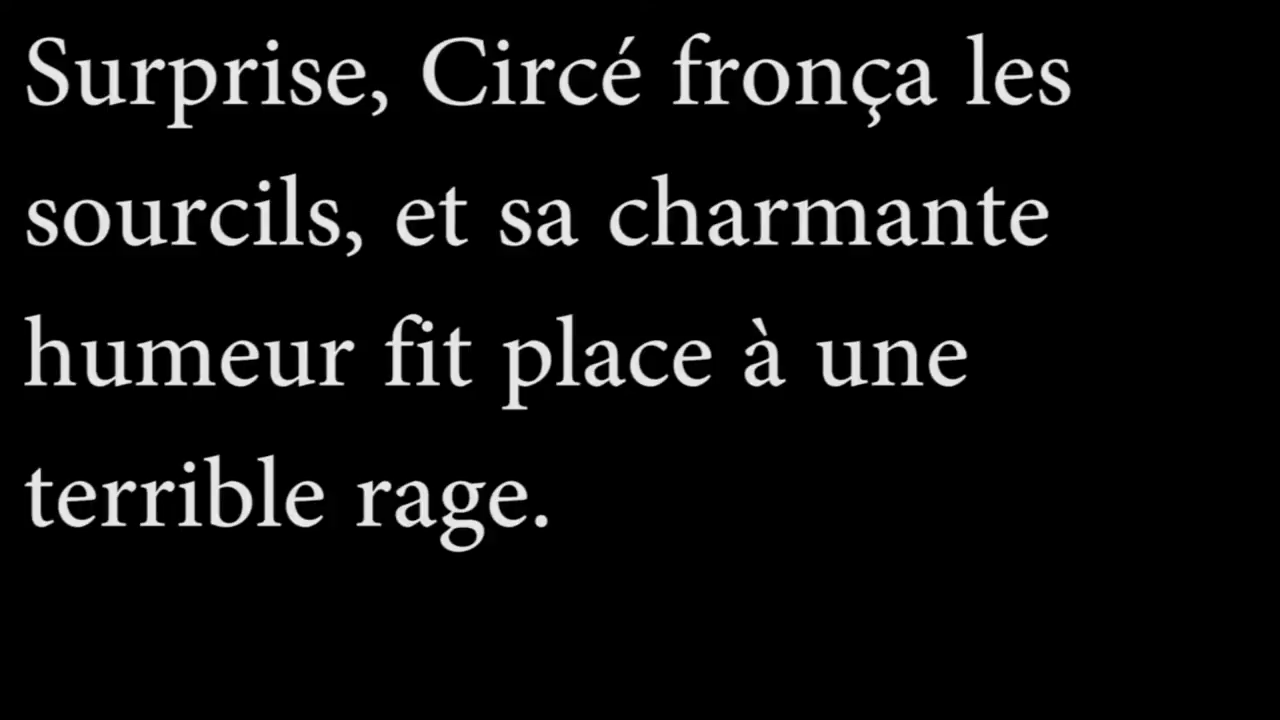 Surprise, Circé fronça les
sourcils, et sa charmante
humeur fit place à une
terrible rage.